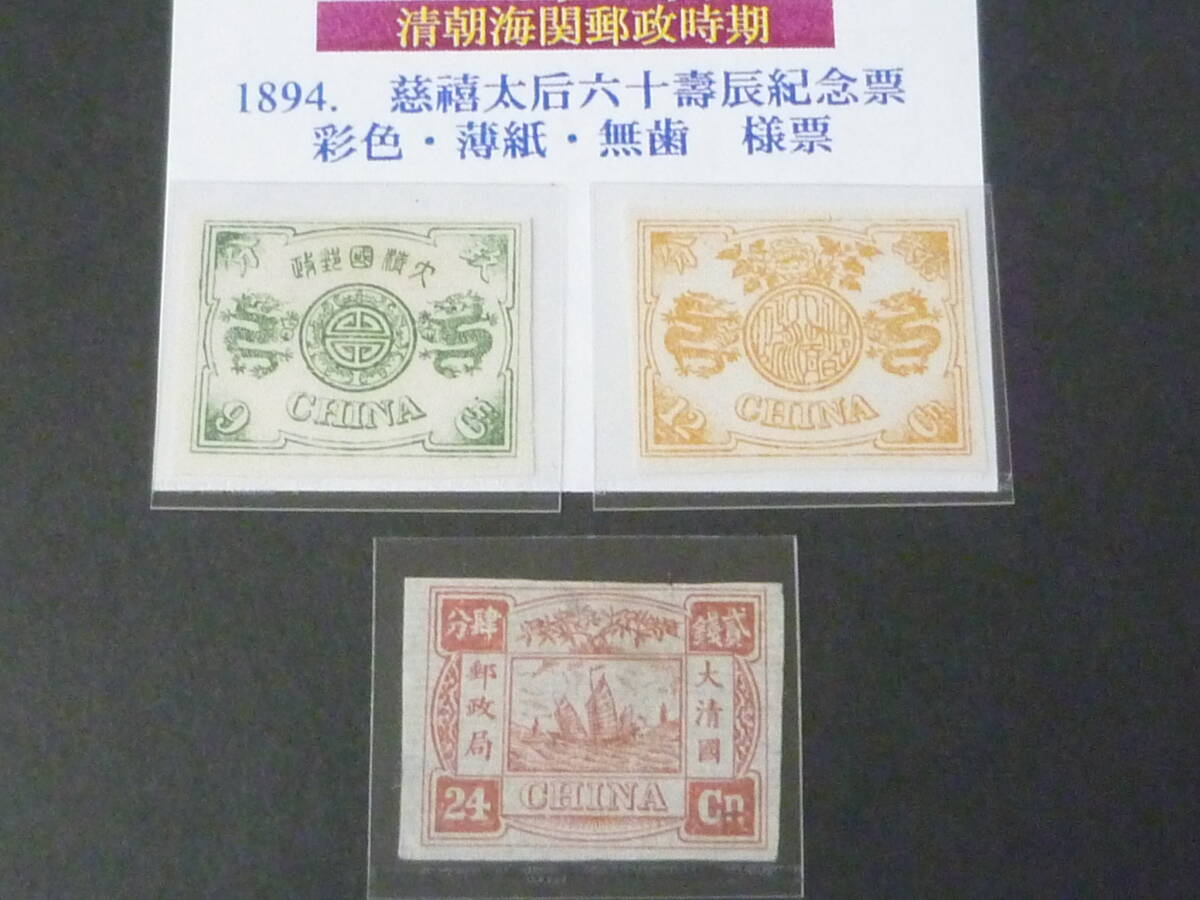 清朝海関郵政時期
1894. 慈禧太后六十壽辰紀念票
彩色・薄紙・無歯 様票
政郵國清大
9 CHINA Cn
12 CHINA Cn
分肆
錢貳
郵政局
大清國
24 CHINA Cn